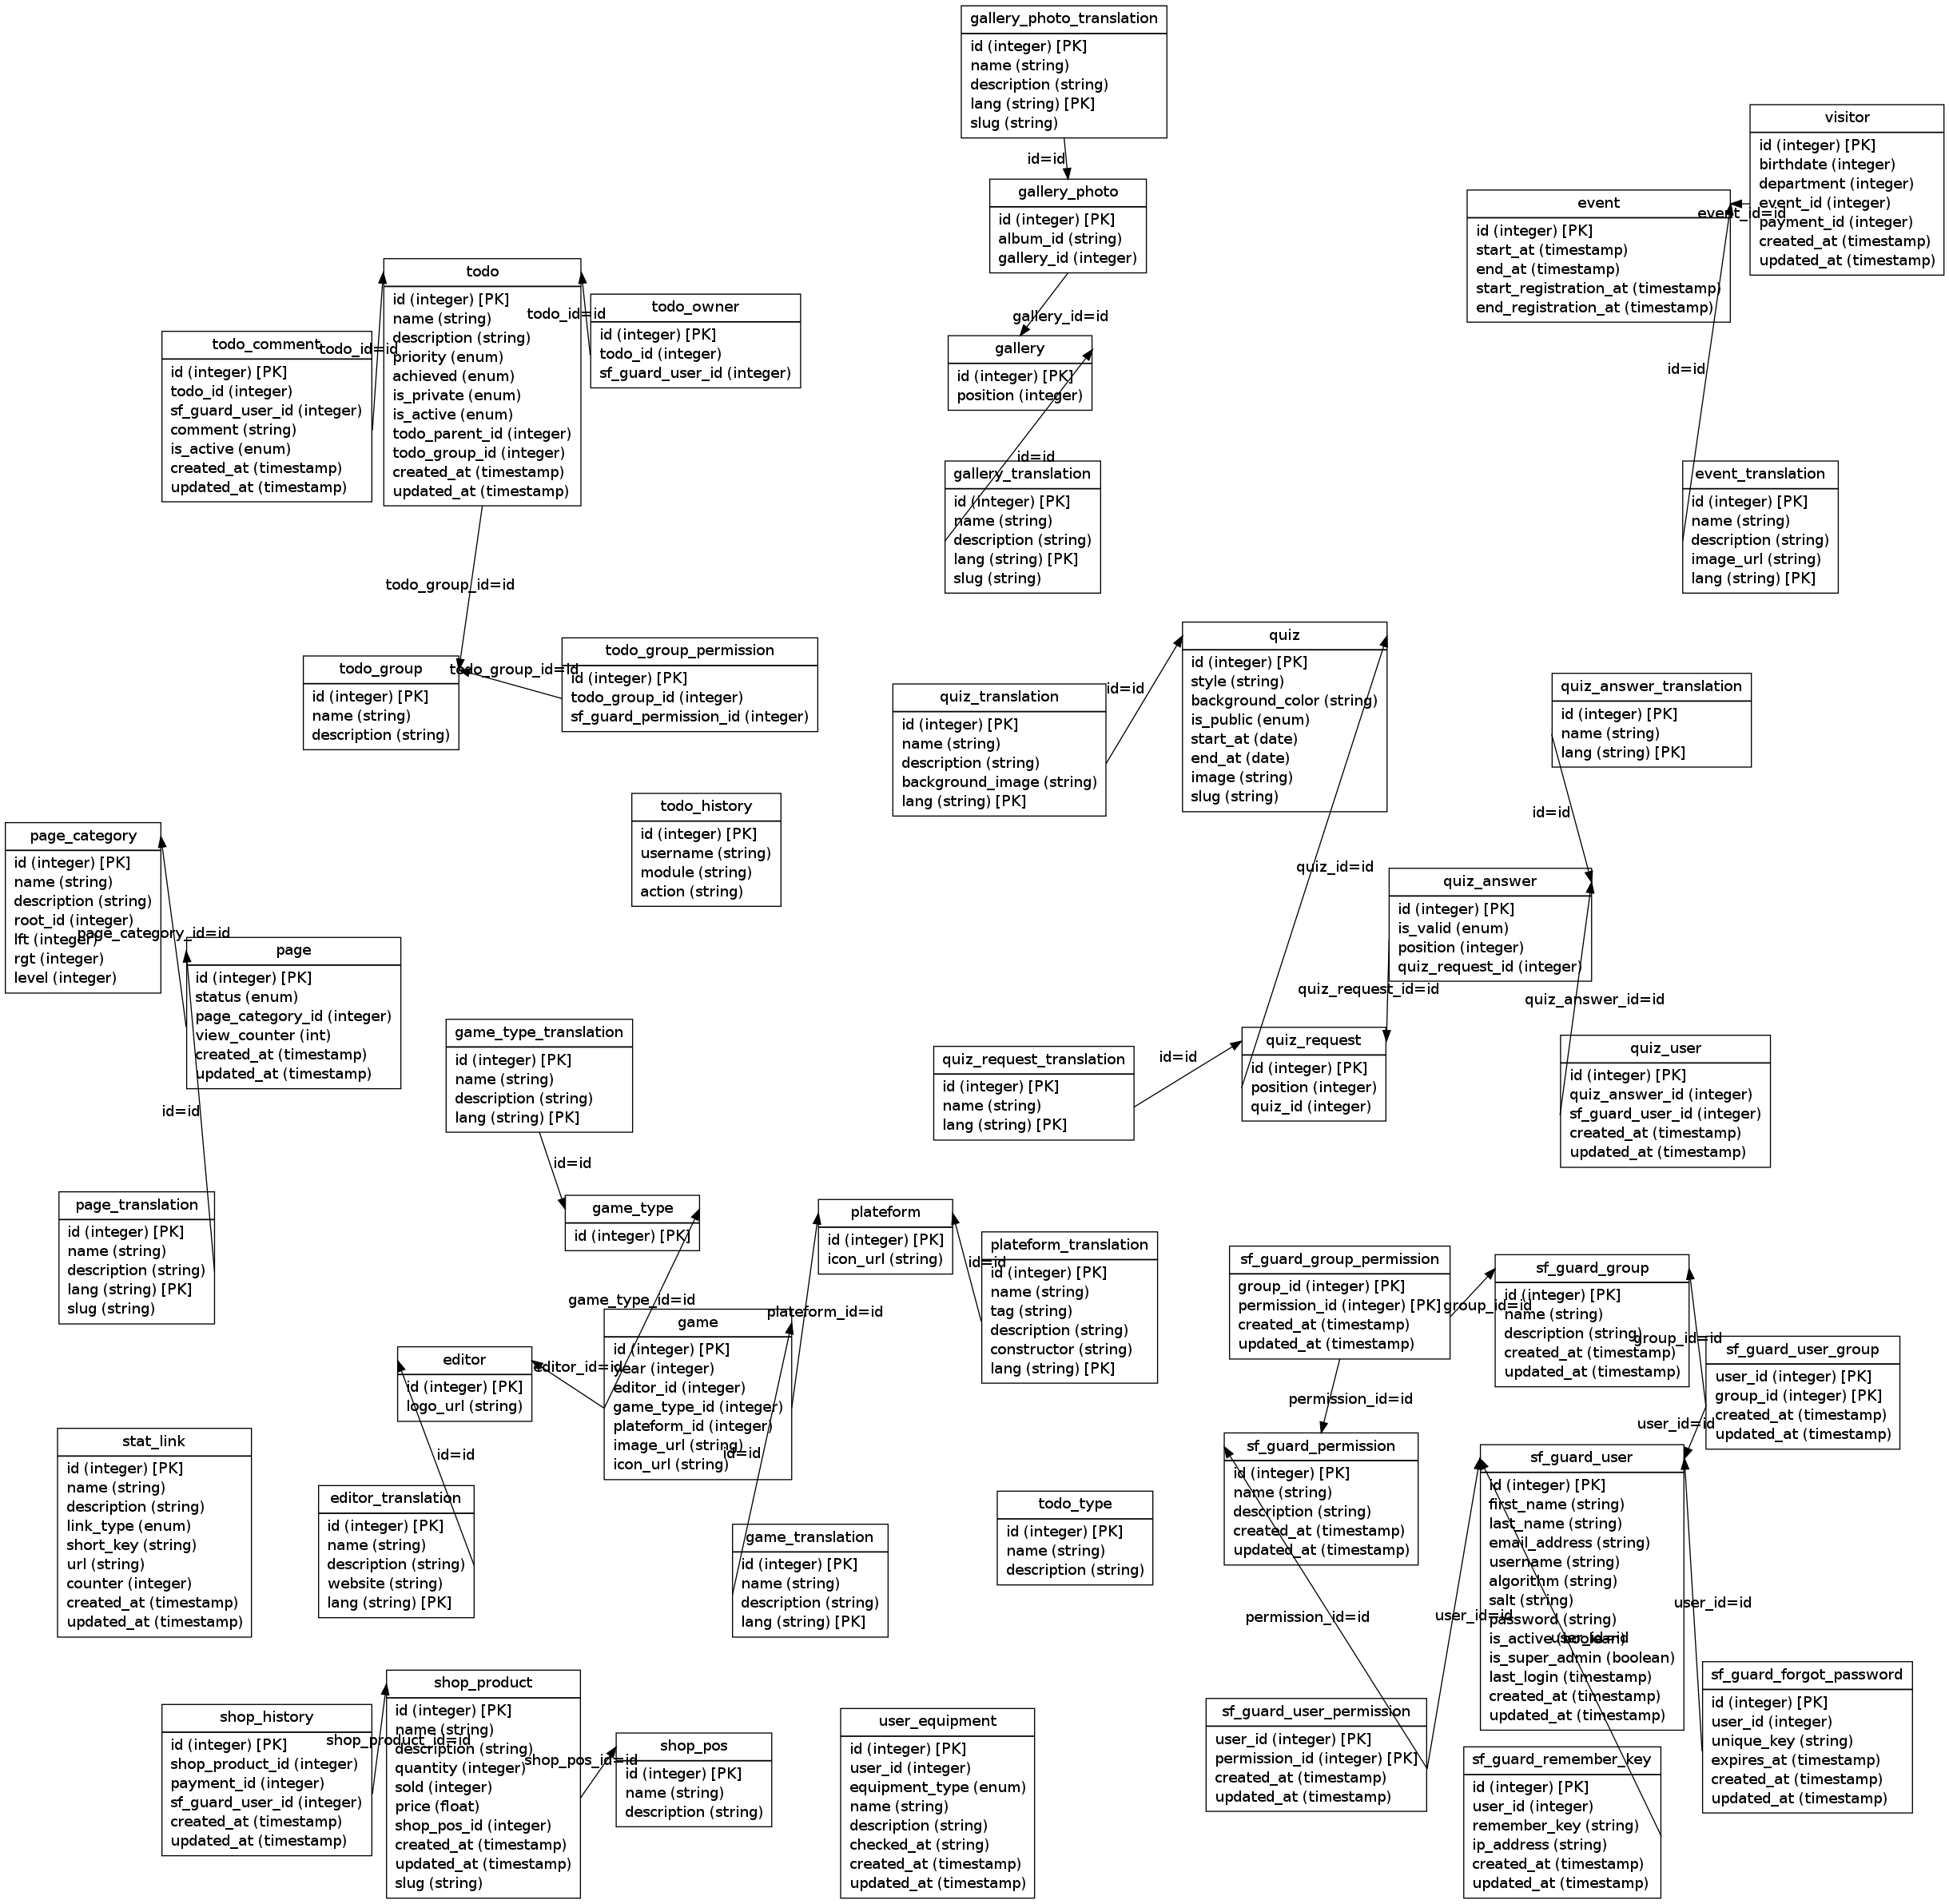 gallery_photo_translation
id (integer) [PK]
name (string)
description (string)
lang (string) [PK]
slug (string)
id=id
gallery_photo
id (integer) [PK]
album_id (string)
gallery_id (integer)
gallery_id=id
gallery
id (integer) [PK]
position (integer)
id=id
gallery_translation
id (integer) [PK]
name (string)
description (string)
lang (string) [PK]
slug (string)
visitor
id (integer) [PK]
birthdate (integer)
department (integer)
event_id (integer)
payment_id (integer)
created_at (timestamp)
updated_at (timestamp)
event_id=id
event
id (integer) [PK]
start_at (timestamp)
end_at (timestamp)
start_registration_at (timestamp)
end_registration_at (timestamp)
id=id
event_translation
id (integer) [PK]
name (string)
description (string)
image_url (string)
lang (string) [PK]
todo
id (integer) [PK]
name (string)
description (string)
priority (enum)
achieved (enum)
is_private (enum)
is_active (enum)
todo_parent_id (integer)
todo_group_id (integer)
created_at (timestamp)
updated_at (timestamp)
todo_id=id
todo_owner
id (integer) [PK]
todo_id (integer)
sf_guard_user_id (integer)
todo_comment
todo_id=id
id (integer) [PK]
todo_id (integer)
sf_guard_user_id (integer)
comment (string)
is_active (enum)
created_at (timestamp)
updated_at (timestamp)
todo_group_id=id
todo_group
id (integer) [PK]
name (string)
description (string)
todo_group_id=id
todo_group_permission
id (integer) [PK]
todo_group_id (integer)
sf_guard_permission_id (integer)
quiz
id (integer) [PK]
style (string)
background_color (string)
is_public (enum)
start_at (date)
end_at (date)
image (string)
slug (string)
id=id
quiz_translation
id (integer) [PK]
name (string)
description (string)
background_image (string)
lang (string) [PK]
quiz_answer_translation
id (integer) [PK]
name (string)
lang (string) [PK]
id=id
todo_history
id (integer) [PK]
username (string)
module (string)
action (string)
quiz_id=id
quiz_answer
id (integer) [PK]
is_valid (enum)
position (integer)
quiz_request_id (integer)
quiz_request_id=id
quiz_answer_id=id
page_category
id (integer) [PK]
name (string)
description (string)
root_id (integer)
lft (integer)
rgt (integer)
level (integer)
page_category_id=id
page
id (integer) [PK]
status (enum)
page_category_id (integer)
view_counter (int)
created_at (timestamp)
updated_at (timestamp)
id=id
game_type_translation
id (integer) [PK]
name (string)
description (string)
lang (string) [PK]
id=id
quiz_request_translation
id (integer) [PK]
name (string)
lang (string) [PK]
id=id
quiz_request
id (integer) [PK]
position (integer)
quiz_id (integer)
quiz_user
id (integer) [PK]
quiz_answer_id (integer)
sf_guard_user_id (integer)
created_at (timestamp)
updated_at (timestamp)
page_translation
id (integer) [PK]
name (string)
description (string)
lang (string) [PK]
slug (string)
game_type
id (integer) [PK]
game_type_id=id
plateform
id (integer) [PK]
icon_url (string)
plateform_id=id
id=id
plateform_translation
id (integer) [PK]
name (string)
tag (string)
description (string)
constructor (string)
lang (string) [PK]
sf_guard_group_permission
group_id (integer) [PK]
permission_id (integer) [PK]
created_at (timestamp)
updated_at (timestamp)
group_id=id
sf_guard_group
id (integer) [PK]
name (string)
description (string)
created_at (timestamp)
updated_at (timestamp)
group_id=id
sf_guard_user_group
user_id (integer) [PK]
group_id (integer) [PK]
created_at (timestamp)
updated_at (timestamp)
user_id=id
editor
id (integer) [PK]
logo_url (string)
editor_id=id
game
id (integer) [PK]
year (integer)
editor_id (integer)
game_type_id (integer)
plateform_id (integer)
image_url (string)
icon_url (string)
id=id
id=id
permission_id=id
sf_guard_permission
id (integer) [PK]
name (string)
description (string)
created_at (timestamp)
updated_at (timestamp)
stat_link
id (integer) [PK]
name (string)
description (string)
link_type (enum)
short_key (string)
url (string)
counter (integer)
created_at (timestamp)
updated_at (timestamp)
editor_translation
id (integer) [PK]
name (string)
description (string)
website (string)
lang (string) [PK]
game_translation
id (integer) [PK]
name (string)
description (string)
lang (string) [PK]
todo_type
id (integer) [PK]
name (string)
description (string)
sf_guard_user
id (integer) [PK]
first_name (string)
last_name (string)
email_address (string)
username (string)
algorithm (string)
salt (string)
password (string)
is_active (boolean)
is_super_admin (boolean)
last_login (timestamp)
created_at (timestamp)
updated_at (timestamp)
permission_id=id
user_id=id
user_id=id
user_id=id
shop_history
id (integer) [PK]
shop_product_id (integer)
payment_id (integer)
sf_guard_user_id (integer)
created_at (timestamp)
updated_at (timestamp)
shop_product_id=id
shop_product
id (integer) [PK]
name (string)
description (string)
quantity (integer)
sold (integer)
price (float)
shop_pos_id (integer)
created_at (timestamp)
updated_at (timestamp)
slug (string)
shop_pos_id=id
shop_pos
id (integer) [PK]
name (string)
description (string)
user_equipment
id (integer) [PK]
user_id (integer)
equipment_type (enum)
name (string)
description (string)
checked_at (string)
created_at (timestamp)
updated_at (timestamp)
sf_guard_user_permission
user_id (integer) [PK]
permission_id (integer) [PK]
created_at (timestamp)
updated_at (timestamp)
sf_guard_remember_key
id (integer) [PK]
user_id (integer)
remember_key (string)
ip_address (string)
created_at (timestamp)
updated_at (timestamp)
sf_guard_forgot_password
id (integer) [PK]
user_id (integer)
unique_key (string)
expires_at (timestamp)
created_at (timestamp)
updated_at (timestamp)